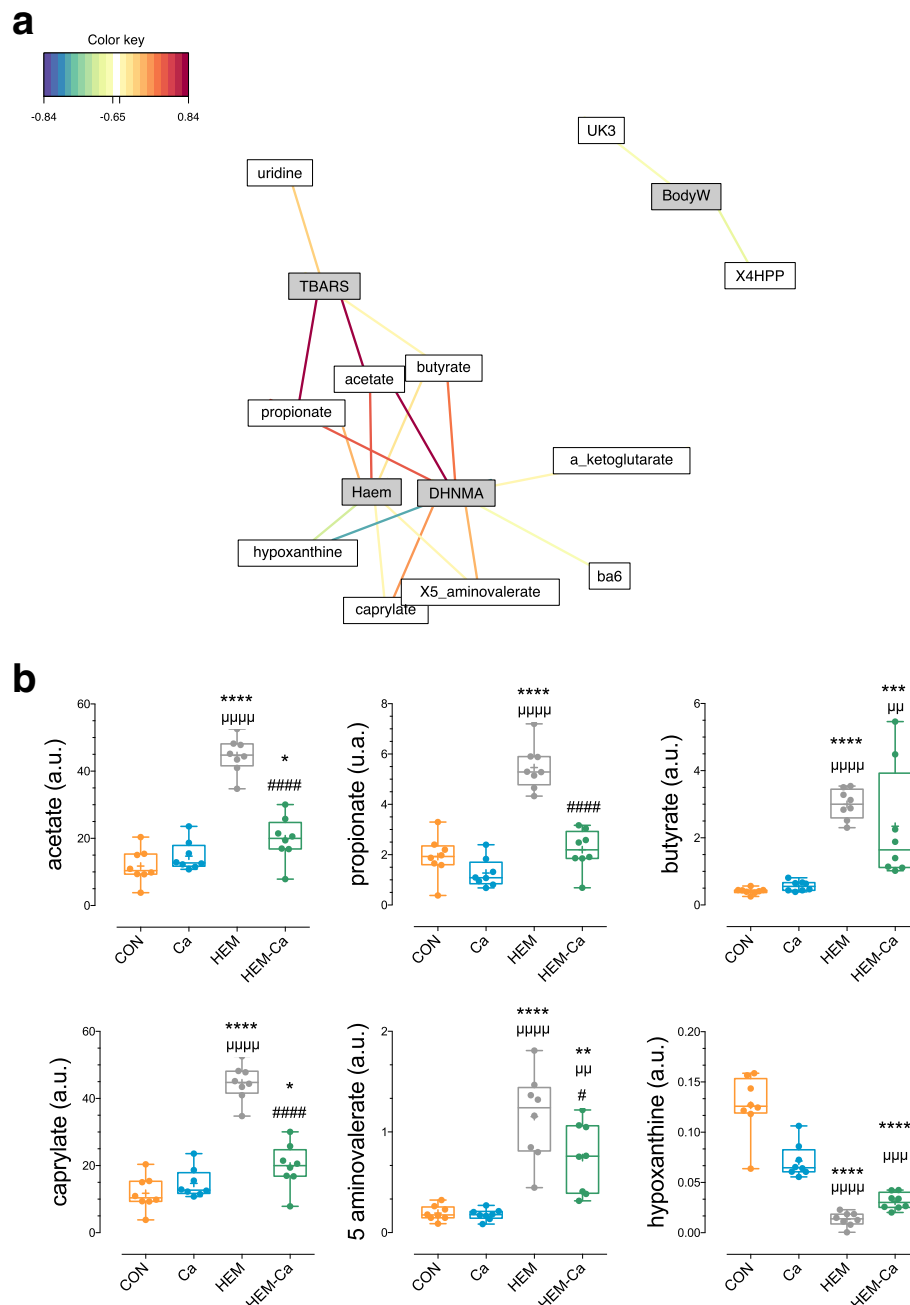 a
Color key
-0.84 -0.65 0.84
UK3
uridine
BodyW
X4HPP
TBARS
butyrate
acetate
propionate
a_ketoglutarate
Haem
DHNMA
hypoxanthine
ba6
X5_aminovalerate
caprylate
b
acetate (a.u.)
60
40
20
0
****
µµµµ
*
####
CON Ca HEM HEM-Ca
propionate (u.a.)
8
6
4
2
0
****
µµµµ
####
CON Ca HEM HEM-Ca
butyrate (a.u.)
6
4
2
0
****
µµµµ
***
µµ
CON Ca HEM HEM-Ca
caprylate (a.u.)
60
40
20
0
****
µµµµ
*
####
CON Ca HEM HEM-Ca
5 aminovalerate (a.u.)
2
1
0
****
µµµµ
**
µµ
#
CON Ca HEM HEM-Ca
hypoxanthine (a.u.)
0.20
0.15
0.10
0.05
0.00
****
µµµµ
****
µµµ
CON Ca HEM HEM-Ca